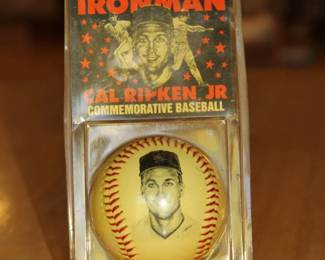 IRONMAN
CAL RIPKEN, JR
COMMEMORATIVE BASEBALL